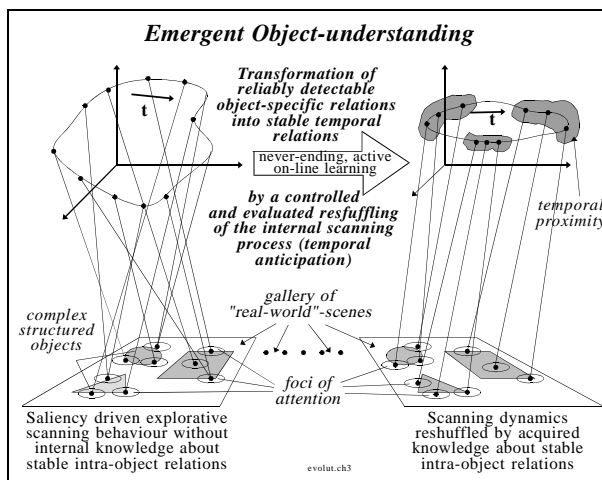 Emergent Object-understanding
Transformation of
reliably detectable
object-specific relations
into stable temporal
relations
t
t
never-ending, active
on-line learning
by a controlled
and evaluated resfuffling
of the internal scanning
process (temporal
anticipation)
temporal
proximity
complex
structured
objects
gallery of
"real-world"-scenes
foci of
attention
Saliency driven explorative
scanning behaviour without
internal knowledge about
stable intra-object relations
Scanning dynamics
reshuffled by acquired
knowledge about stable
intra-object relations
evolut.ch3